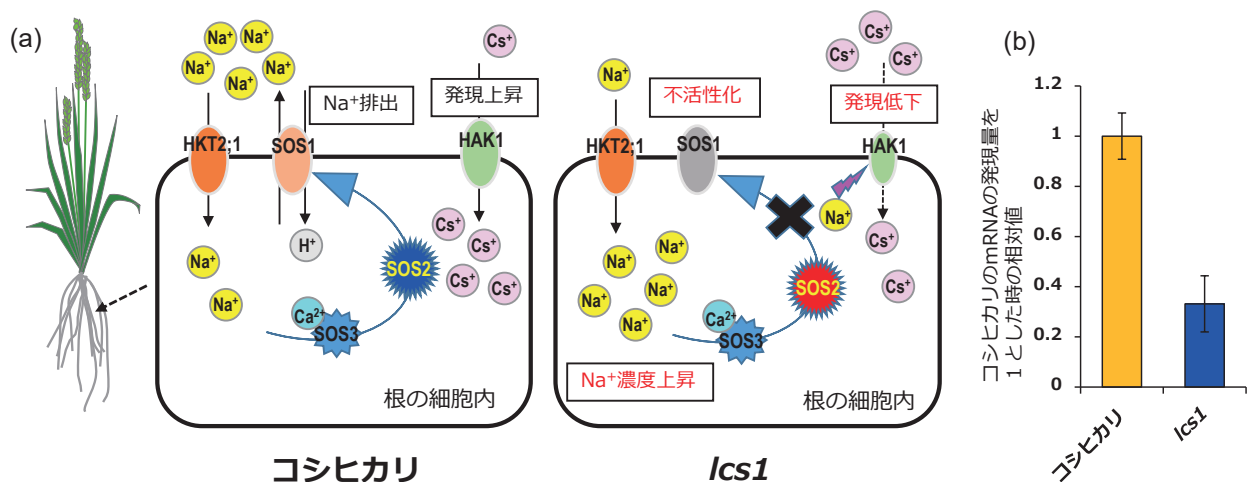 (a)
Na⁺
Na⁺
Na⁺
Na⁺
Na⁺
Na⁺
Cs⁺
Na⁺排出
発現上昇
HKT2;1
SOS1
HAK1
H⁺
Na⁺
Na⁺
Ca²⁺
SOS3
SOS2
Cs⁺
Cs⁺
Cs⁺
Cs⁺
根の細胞内
コシヒカリ
Na⁺
不活性化
Cs⁺
Cs⁺
Cs⁺
発現低下
HKT2;1
SOS1
HAK1
Na⁺
Cs⁺
Cs⁺
Na⁺
Na⁺
Na⁺
Na⁺
Na⁺
Ca²⁺
SOS3
SOS2
Na⁺濃度上昇
根の細胞内
lcs1
(b)
コシヒカリのmRNAの発現量を
1とした時の相対値
1.2
1
0.8
0.6
0.4
0.2
0
コシヒカリ
lcs1